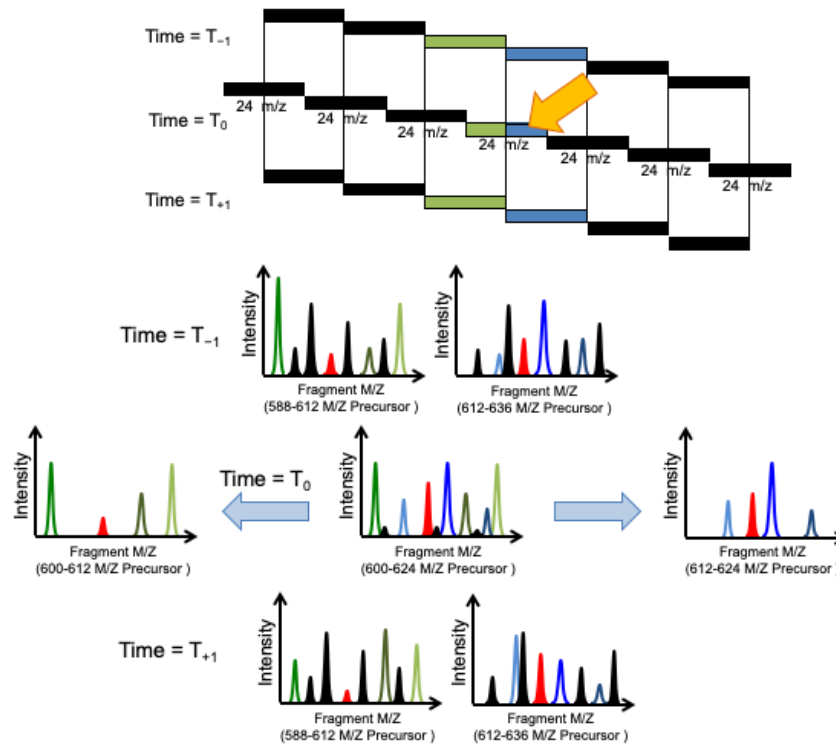 Time = T₋₁
24 m/z
24 m/z
24 m/z
Time = T₀
24 m/z
24 m/z
24 m/z
24 m/z
Time = T₊₁
Time = T₋₁
Intensity
Intensity
Fragment M/Z
(588-612 M/Z Precursor )
Fragment M/Z
(612-636 M/Z Precursor )
Intensity
Time = T₀
Intensity
Intensity
Fragment M/Z
(600-612 M/Z Precursor )
Fragment M/Z
(600-624 M/Z Precursor )
Fragment M/Z
(612-624 M/Z Precursor )
Time = T₊₁
Intensity
Intensity
Fragment M/Z
(588-612 M/Z Precursor )
Fragment M/Z
(612-636 M/Z Precursor )